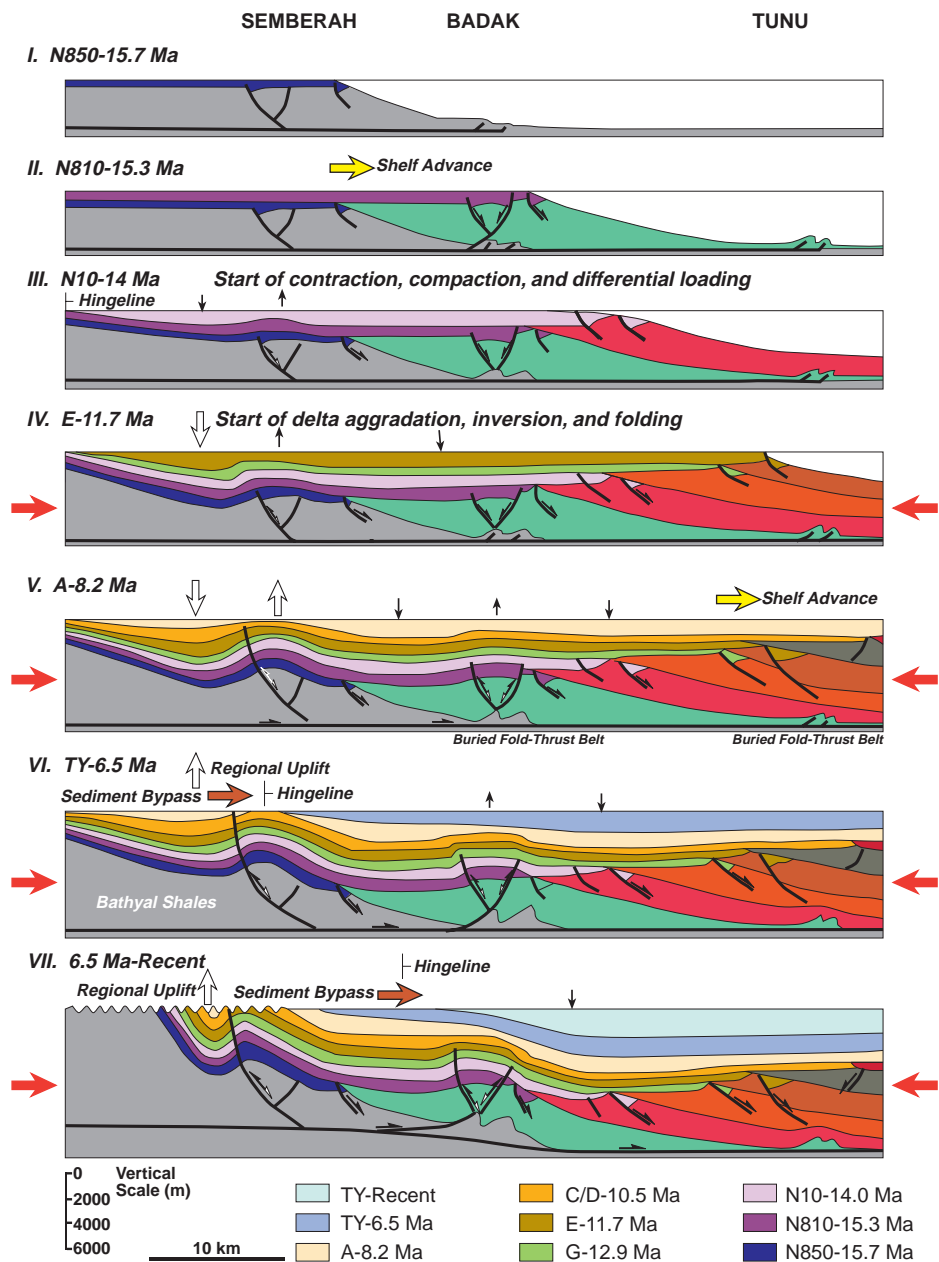 SEMBERAH BADAK TUNU
I. N850-15.7 Ma
II. N810-15.3 Ma
Shelf Advance
III. N10-14 Ma
Start of contraction, compaction, and differential loading
Hingeline
IV. E-11.7 Ma
Start of delta aggradation, inversion, and folding
V. A-8.2 Ma
Shelf Advance
Buried Fold-Thrust Belt
Buried Fold-Thrust Belt
VI. TY-6.5 Ma
Regional Uplift
Sediment Bypass
Hingeline
Bathyal Shales
VII. 6.5 Ma-Recent
Hingeline
Regional Uplift
Sediment Bypass
0
2000
4000
6000
Vertical
Scale (m)
10 km
TY-Recent
TY-6.5 Ma
A-8.2 Ma
C/D-10.5 Ma
E-11.7 Ma
G-12.9 Ma
N10-14.0 Ma
N810-15.3 Ma
N850-15.7 Ma